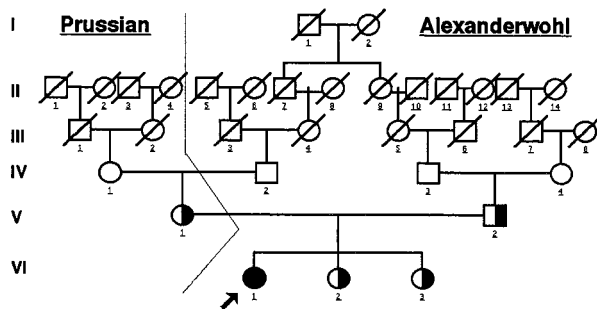 I Prussian Alexanderwohl
1 2
II
1 2 3 4 5 6 7 8 9 10 11 12 13 14
III
1 2 3 4 5 6 7 8
IV
1 2 3 4
V
1 2
VI
1 2 3